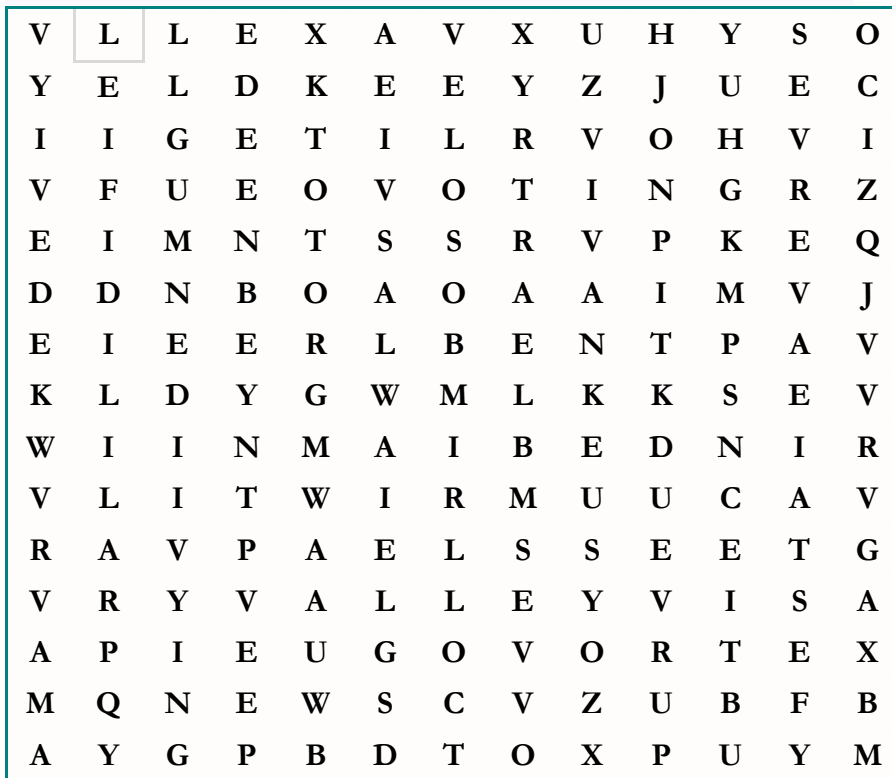 V L L E X A V X U H Y S O
Y E L D K E E Y Z J U E C
I I G E T I L R V O H V I
V F U E O V O T I N G R Z
E I M N T S S R V P K E Q
D D N B O A O A A I M V J
E I E E R L B E N T P A V
K L D Y G W M L K K S E V
W I I N M A I B E D N I R
V L I T W I R M U U C A V
R A V P A E L S S E E T G
V R Y V A L L E Y V I S A
A P I E U G O V O R T E X
M Q N E W S C V Z U B F B
A Y G P B D T O X P U Y M